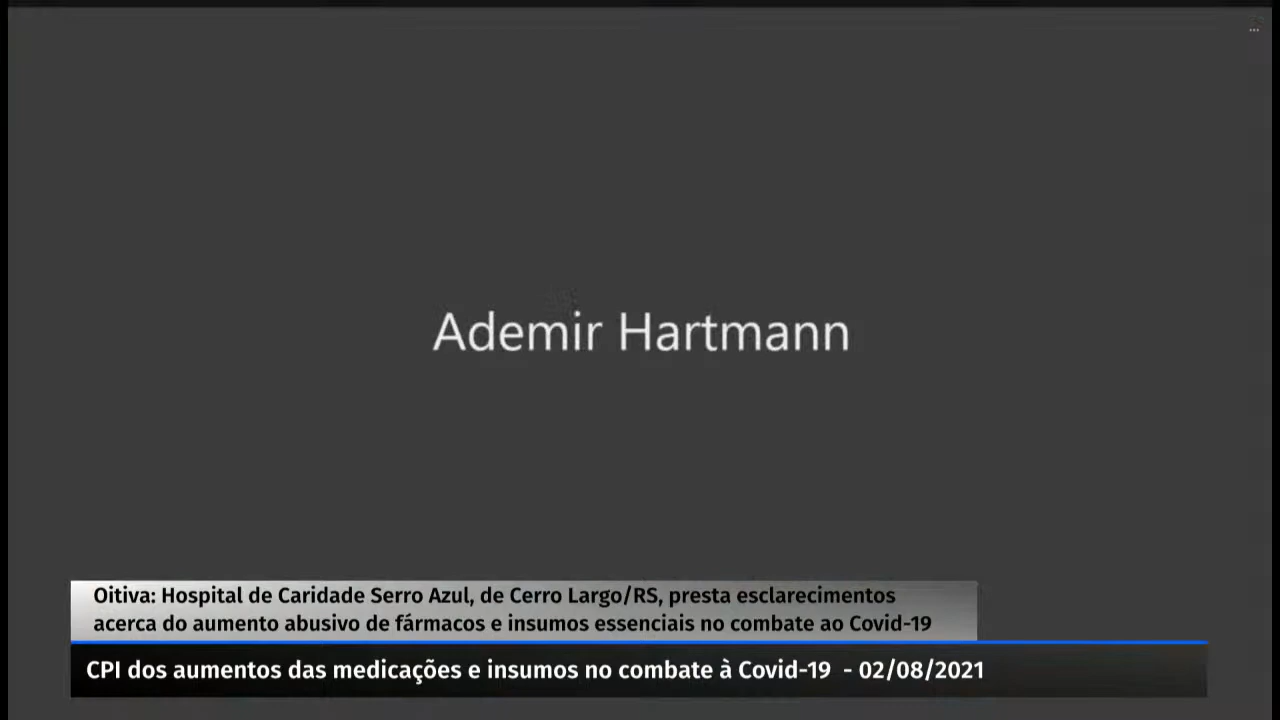 Ademir Hartmann
Oitiva: Hospital de Caridade Serro Azul, de Cerro Largo/RS, presta esclarecimentos
acerca do aumento abusivo de fármacos e insumos essenciais no combate ao Covid-19
CPI dos aumentos das medicações e insumos no combate à Covid-19 - 02/08/2021